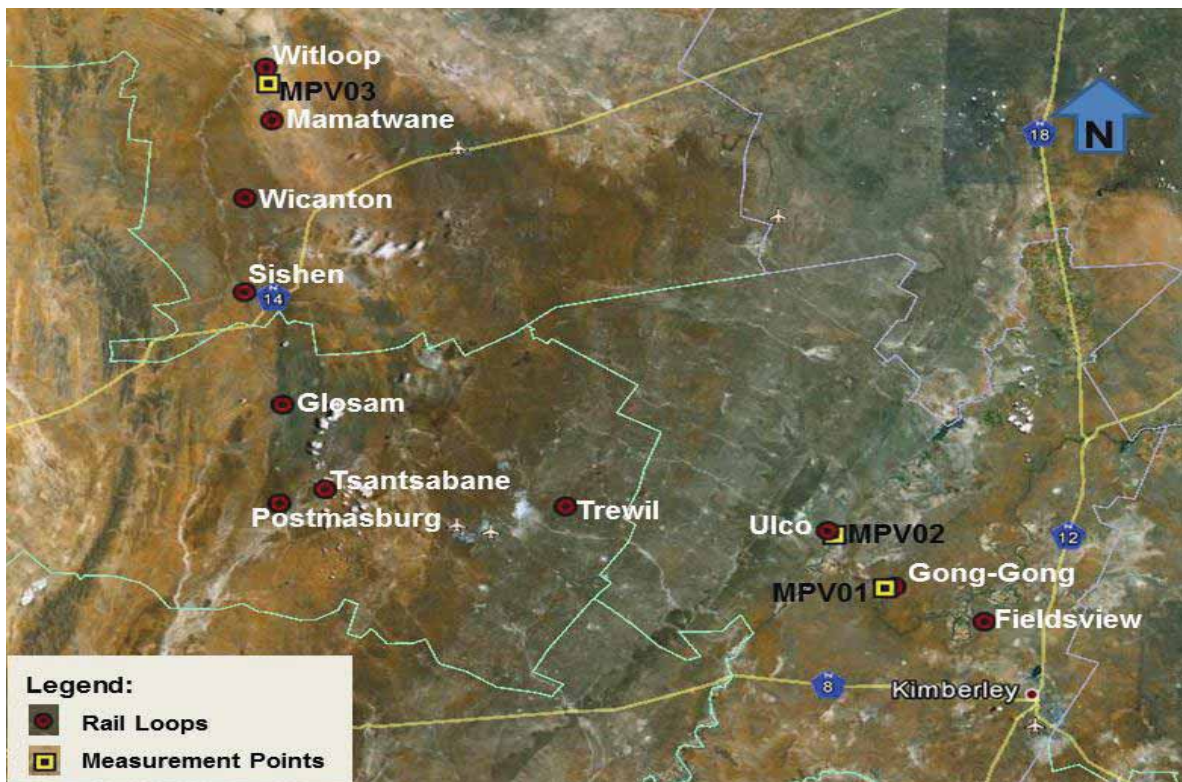 Witloop
MPV03
Mamatwane
N
18
Wicanton
Sishen
N
14
Glosam
Tsantsabane
Postmasburg
Trewil
Ulco
MPV02
N
12
Gong-Gong
MPV01
Fieldsview
N
8
Kimberley
Legend:
Rail Loops
Measurement Points